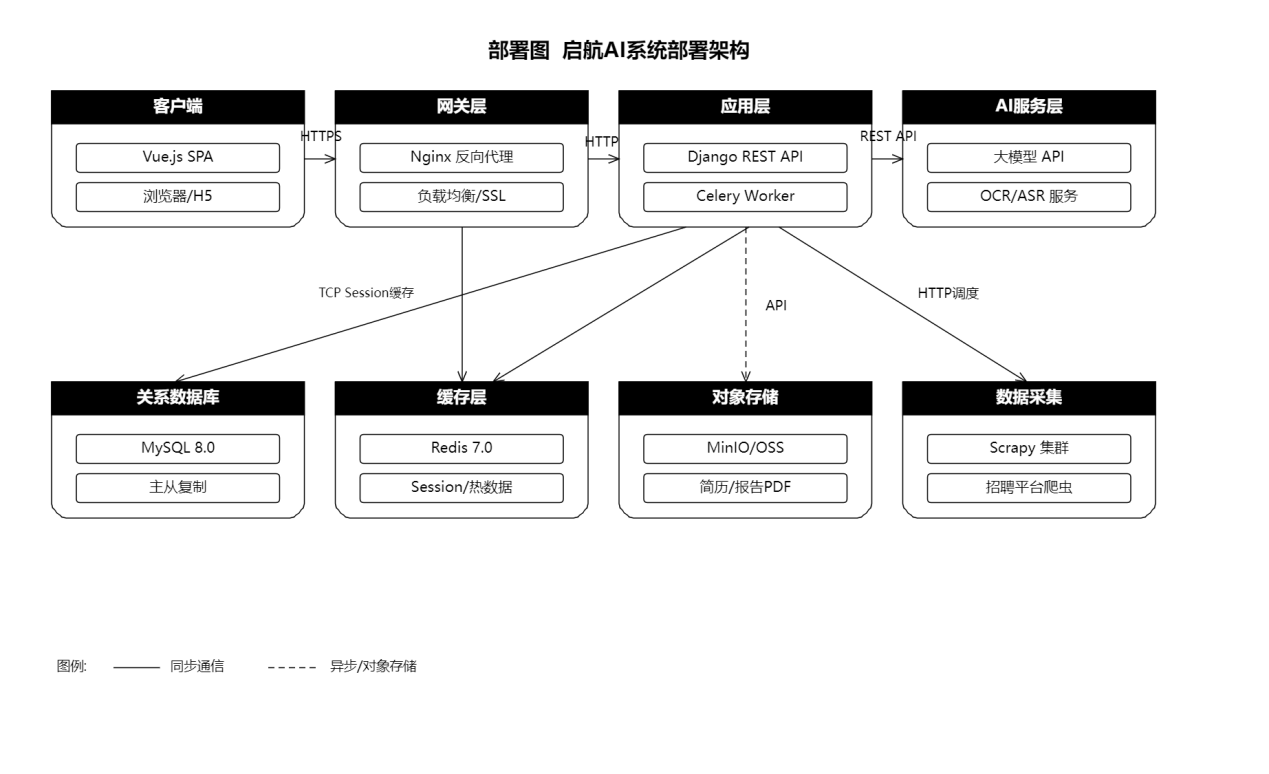 部署图 启航AI系统部署架构
客户端
网关层
应用层
AI服务层
HTTPS
HTTP
REST API
Vue.js SPA
Nginx 反向代理
Django REST API
大模型 API
浏览器/H5
负载均衡/SSL
Celery Worker
OCR/ASR 服务
TCP Session缓存
API
HTTP调度
关系数据库
缓存层
对象存储
数据采集
MySQL 8.0
Redis 7.0
MinIO/OSS
Scrapy 集群
主从复制
Session/热数据
简历/报告PDF
招聘平台爬虫
图例:
同步通信
异步/对象存储